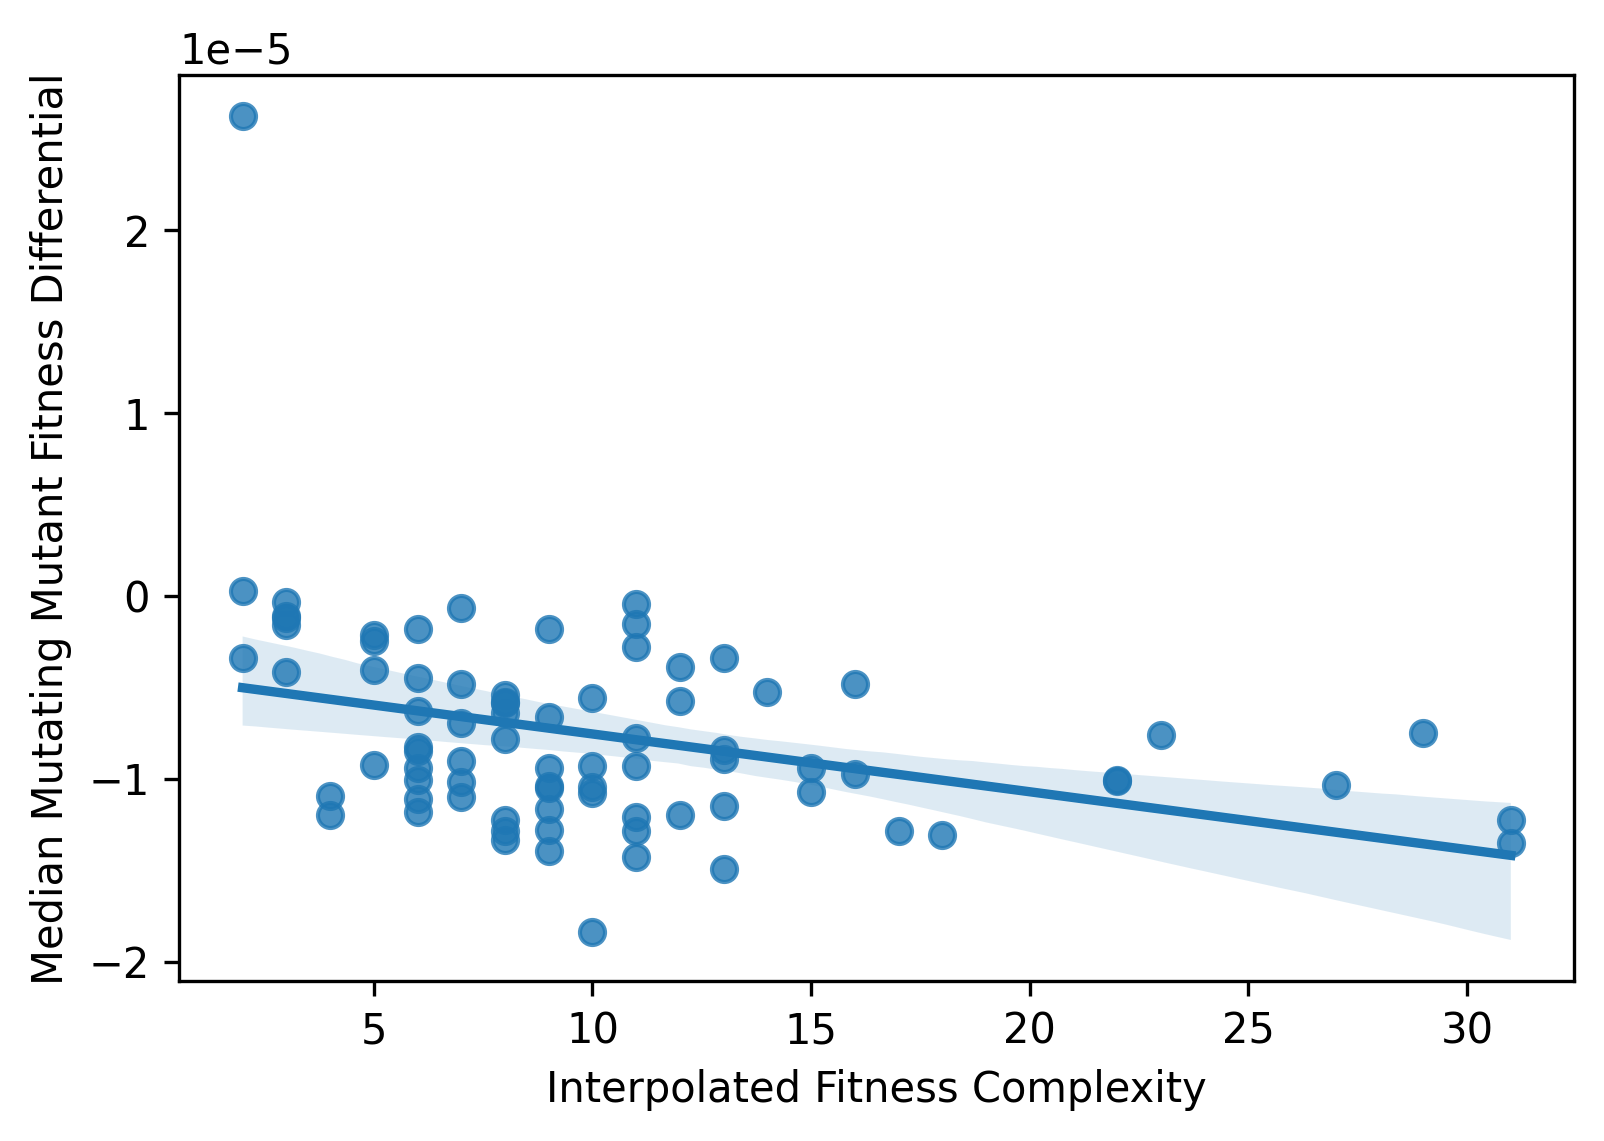 1e−5
Median Mutating Mutant Fitness Differential
2
1
0
−1
−2
5 10 15 20 25 30
Interpolated Fitness Complexity